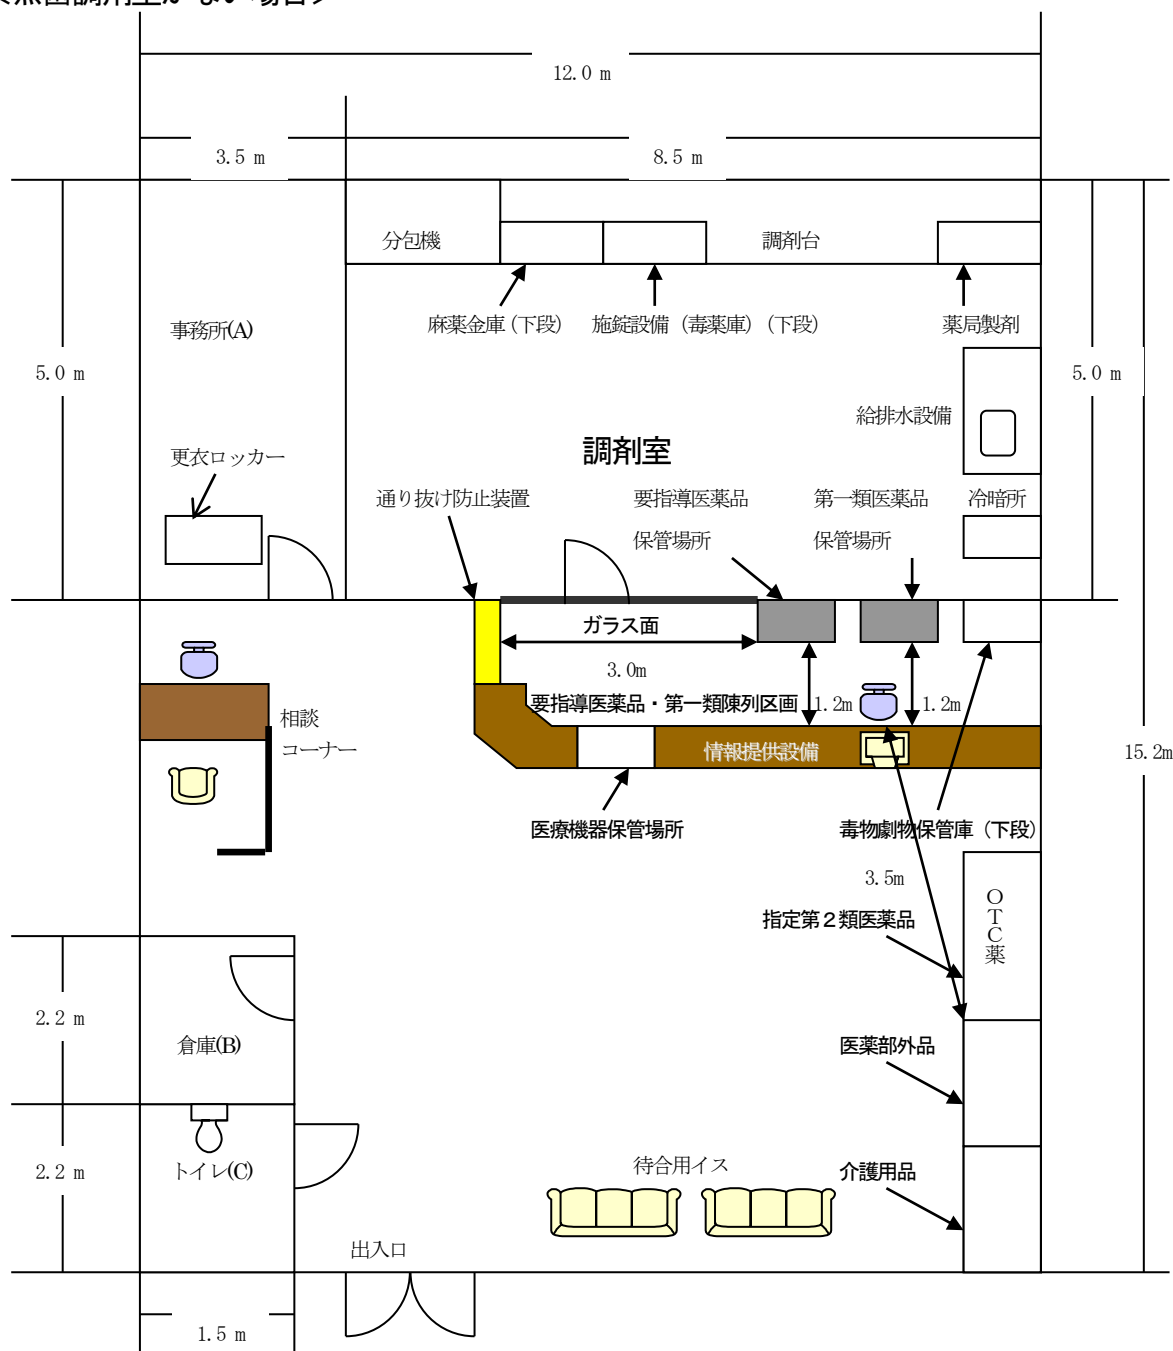 12.0 m
3.5 m
8.5 m
分包機
調剤台
事務所(A)
麻薬金庫(下段)
施錠設備（毒薬庫）(下段)
薬局製剤
5.0 m
5.0 m
給排水設備
調剤室
更衣ロッカー
通り抜け防止装置
要指導医薬品
保管場所
第一類医薬品
保管場所
冷暗所
ガラス面
3.0m
要指導医薬品・第一類陳列区画
1.2m
1.2m
相談
コーナー
情報提供設備
15.2m
医療機器保管場所
毒物劇物保管庫（下段）
3.5m
OTC薬
指定第２類医薬品
2.2 m
倉庫(B)
医薬部外品
2.2 m
トイレ(C)
待合用イス
介護用品
出入口
1.5 m